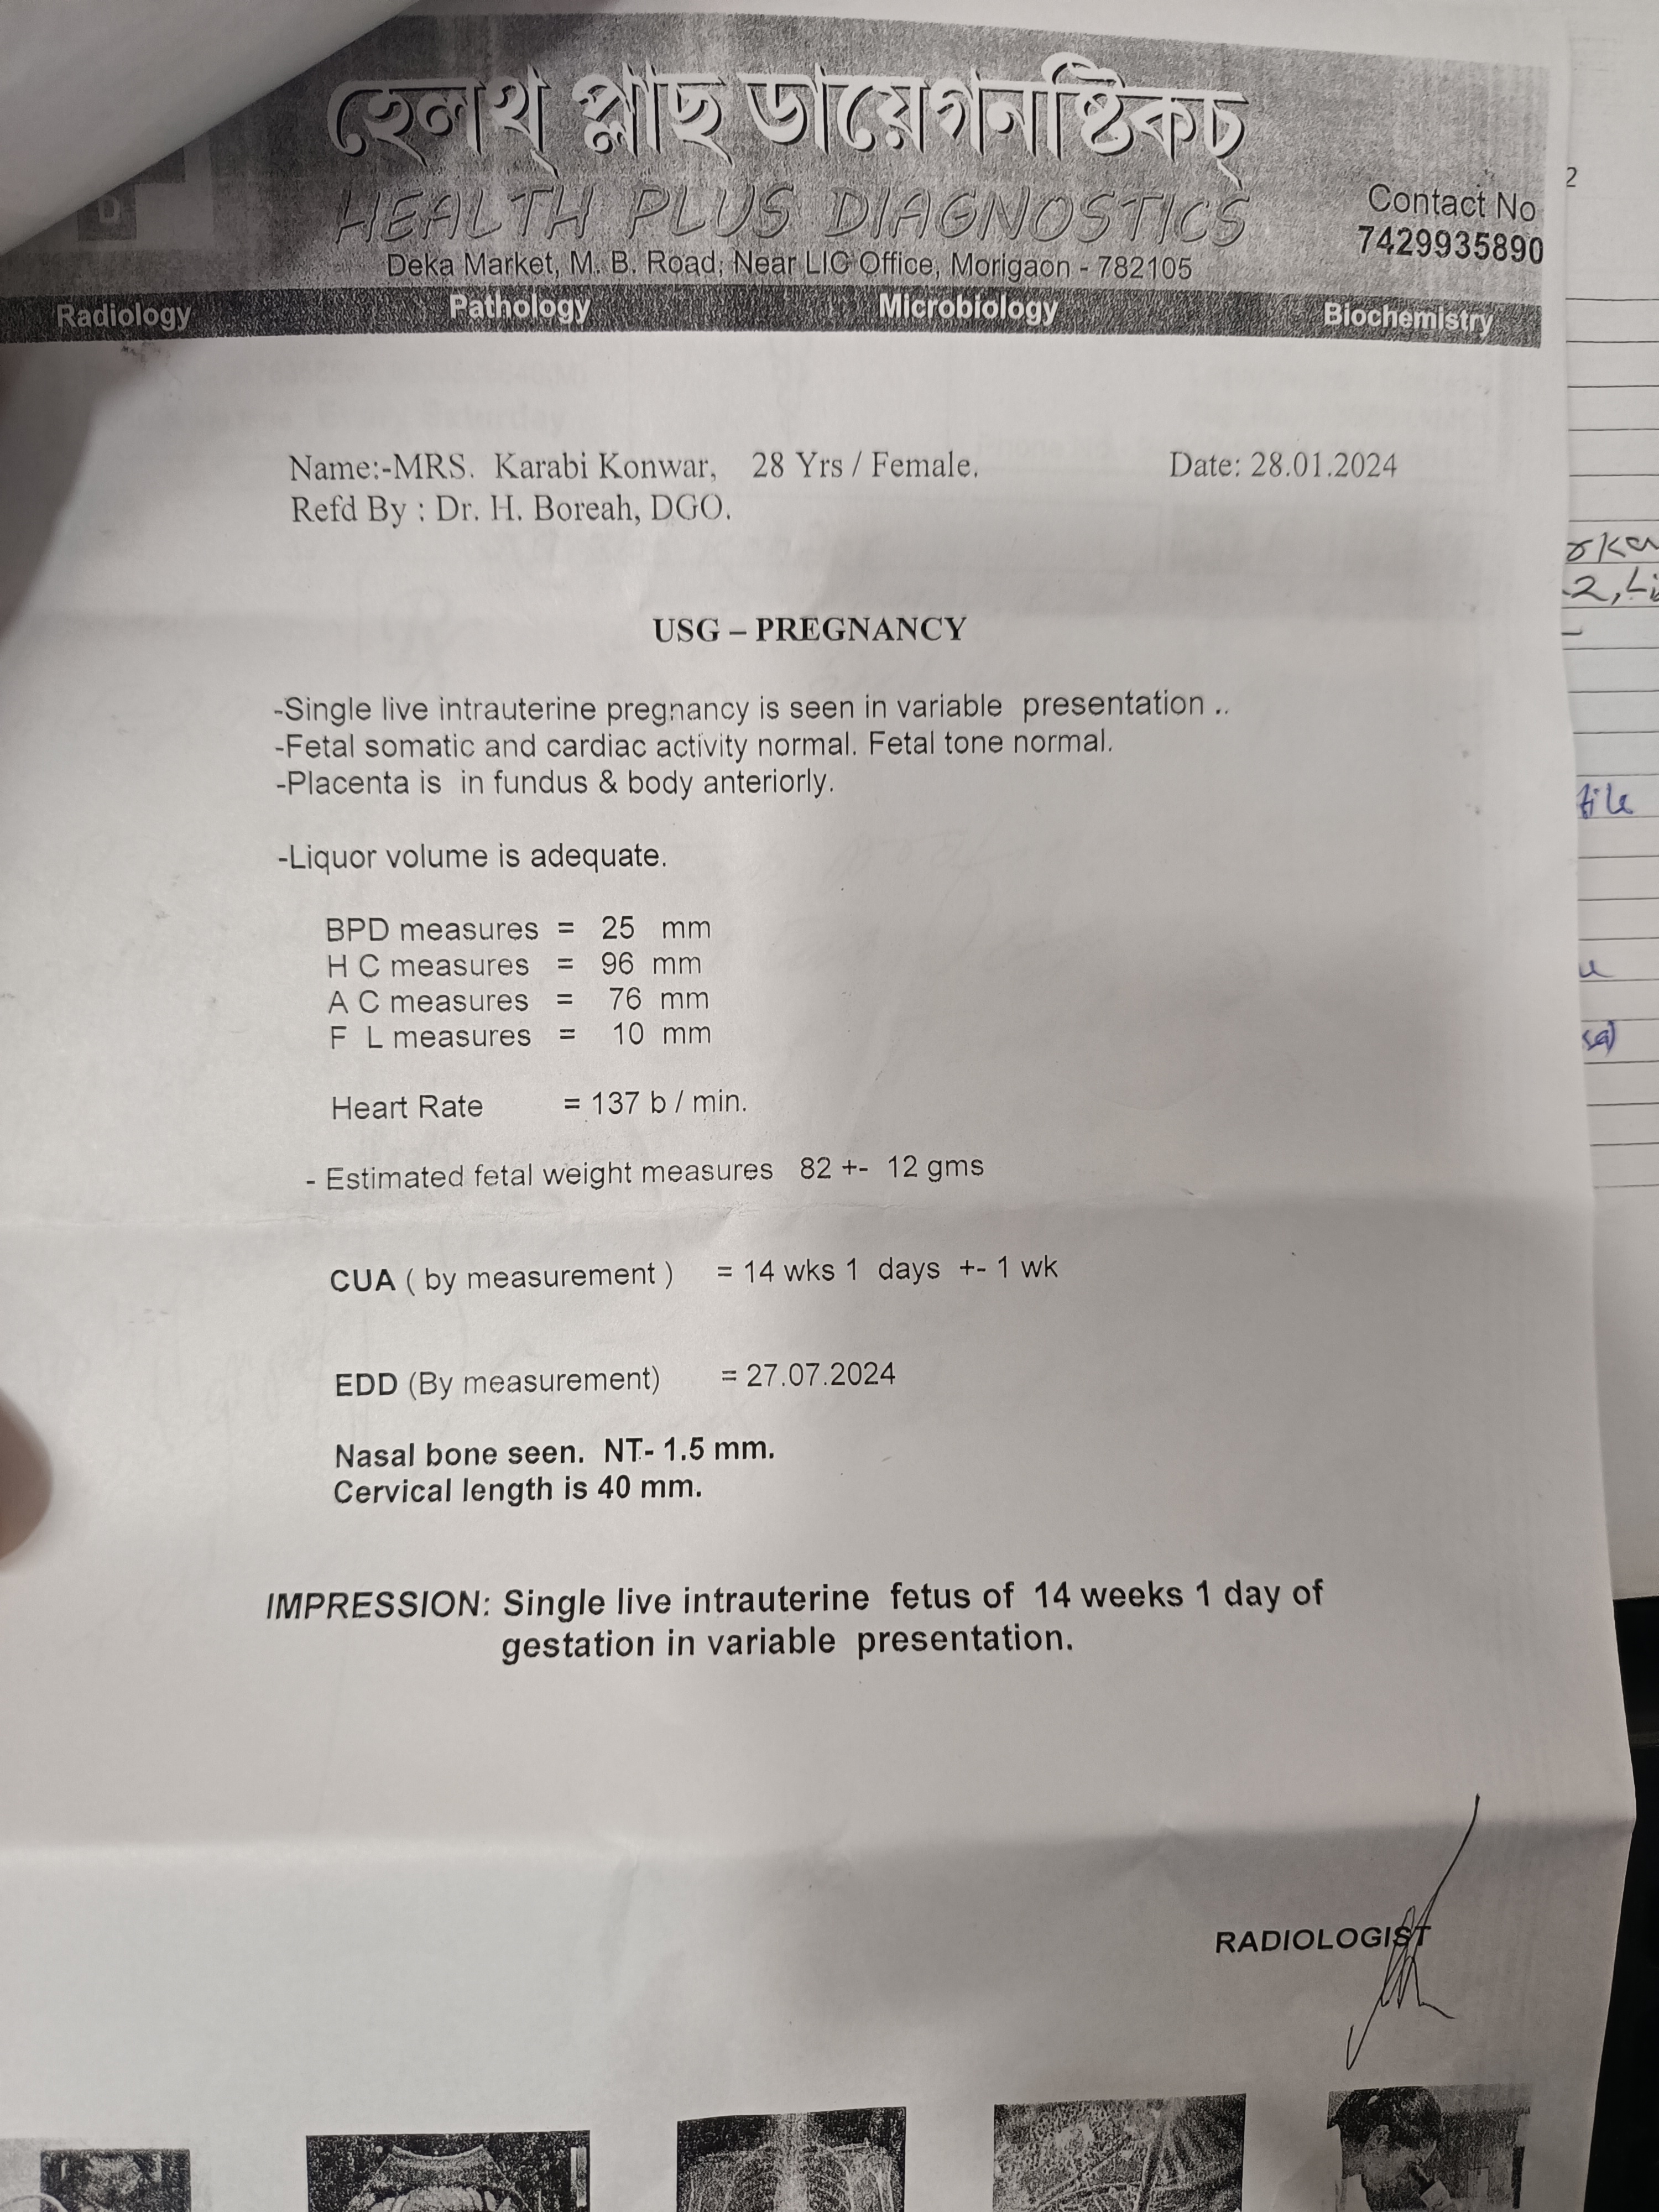 হেলথ্ প্লাছ ডায়েগনষ্টিকচ্
HEALTH PLUS DIAGNOSTICS
Contact No
7429935890
Deka Market, M. B. Road, Near LIC Office, Morigaon - 782105
Radiology Pathology Microbiology Biochemistry
Name:-MRS. Karabi Konwar, 28 Yrs / Female. Date: 28.01.2024
Refd By : Dr. H. Boreah, DGO.
USG – PREGNANCY
-Single live intrauterine pregnancy is seen in variable presentation ..
-Fetal somatic and cardiac activity normal. Fetal tone normal.
-Placenta is in fundus & body anteriorly.
-Liquor volume is adequate.
BPD measures = 25 mm
H C measures = 96 mm
A C measures = 76 mm
F L measures = 10 mm
Heart Rate = 137 b / min.
- Estimated fetal weight measures 82 +- 12 gms
CUA ( by measurement ) = 14 wks 1 days +- 1 wk
EDD (By measurement) = 27.07.2024
Nasal bone seen. NT- 1.5 mm.
Cervical length is 40 mm.
IMPRESSION: Single live intrauterine fetus of 14 weeks 1 day of
gestation in variable presentation.
RADIOLOGIST